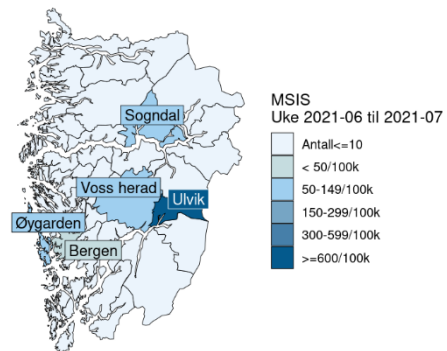 MSIS
Uke 2021-06 til 2021-07
Antall<=10
< 50/100k
50-149/100k
150-299/100k
300-599/100k
>=600/100k
Sogndal
Voss herad
Ulvik
Øygarden
Bergen